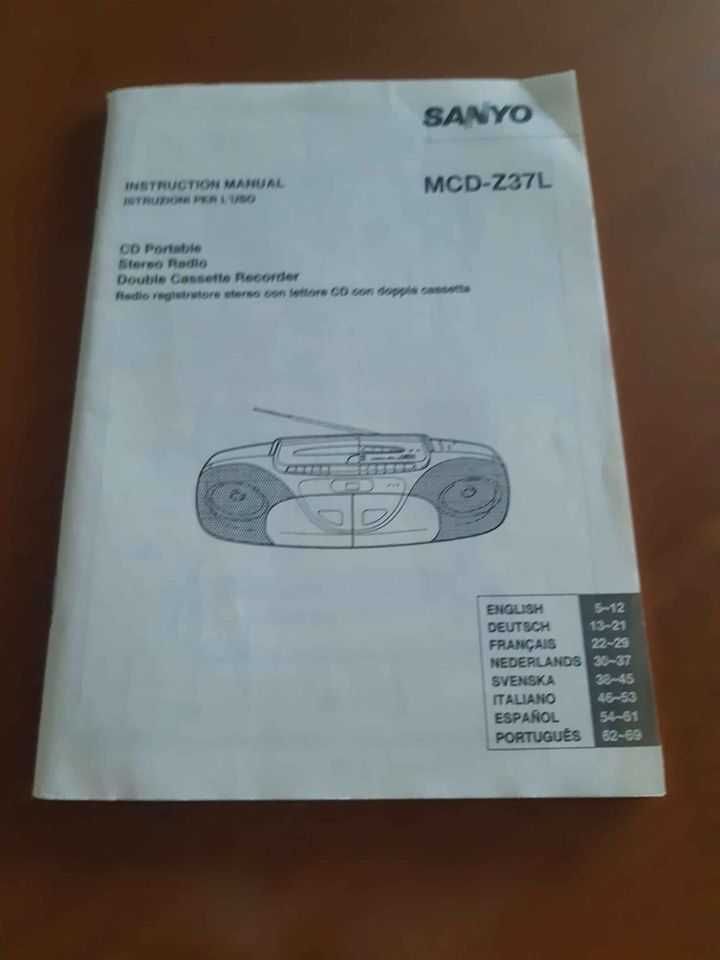 SANYO
INSTRUCTION MANUAL
ISTRUZIONI PER L'USO
MCD-Z37L
CD Portable
Stereo Radio
Double Cassette Recorder
Radio registratore stereo con lettore CD con doppia cassetta
ENGLISH 5~12
DEUTSCH 13~21
FRANÇAIS 22~29
NEDERLANDS 30~37
SVENSKA 38~45
ITALIANO 46~53
ESPAÑOL 54~61
PORTUGUÊS 62~69